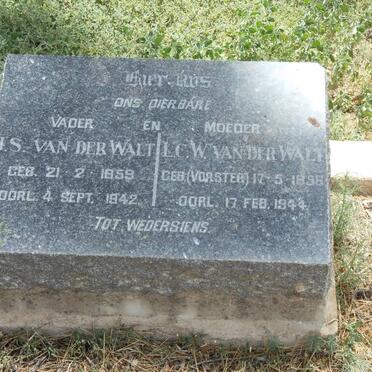 Hier Rus
ONS DIERBARE
VADER EN MOEDER
J.S. VAN DER WALT L.C.W. VAN DER WALT
GEB. 21-2-1859 GEB (VORSTER) 17-5-
OORL. 4 SEPT. 1942. OORL. 17 FEB. 1944.
TOT WEDERSIENS.